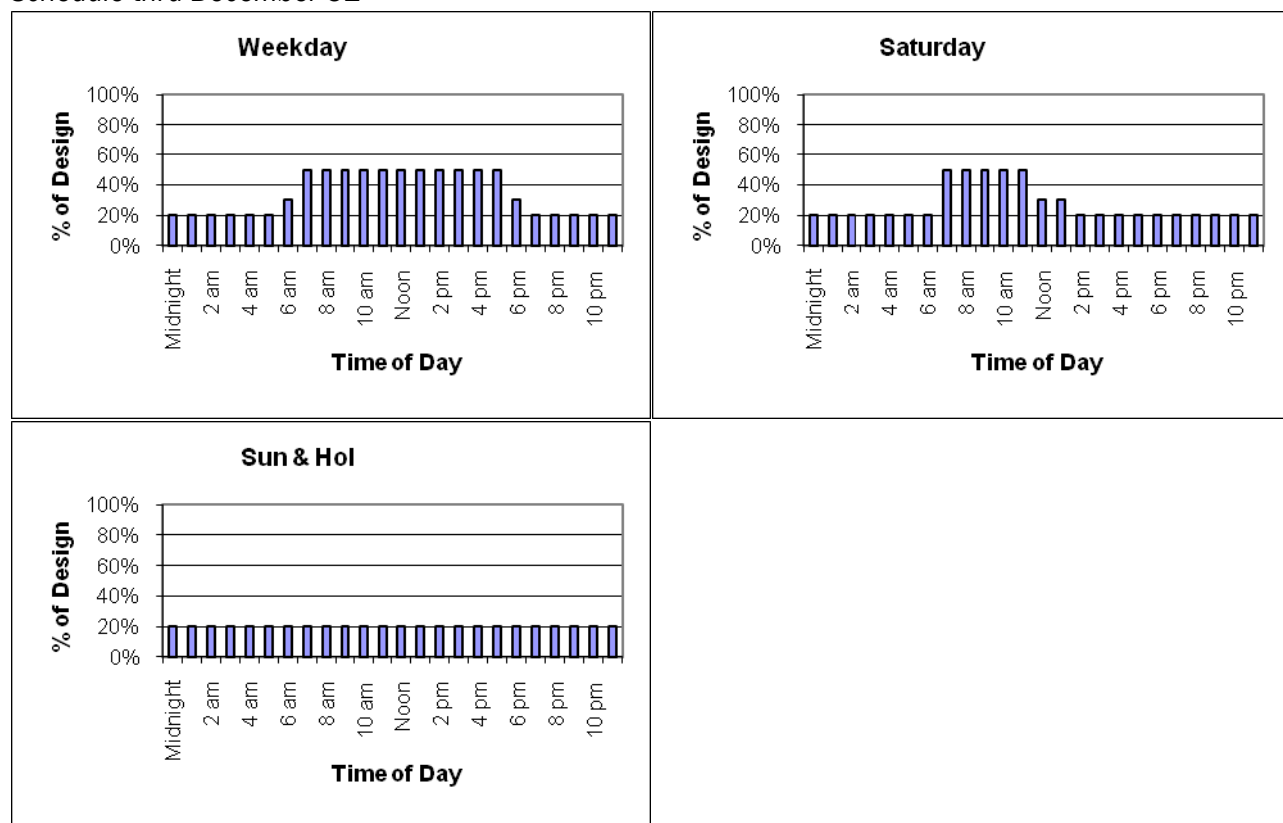 Weekday
100%
80%
60%
40%
20%
0%
% of Design
Midnight
2 am
4 am
6 am
8 am
10 am
Noon
2 pm
4 pm
6 pm
8 pm
10 pm
Time of Day
Saturday
100%
80%
60%
40%
20%
0%
% of Design
Midnight
2 am
4 am
6 am
8 am
10 am
Noon
2 pm
4 pm
6 pm
8 pm
10 pm
Time of Day
Sun & Hol
100%
80%
60%
40%
20%
0%
% of Design
Midnight
2 am
4 am
6 am
8 am
10 am
Noon
2 pm
4 pm
6 pm
8 pm
10 pm
Time of Day